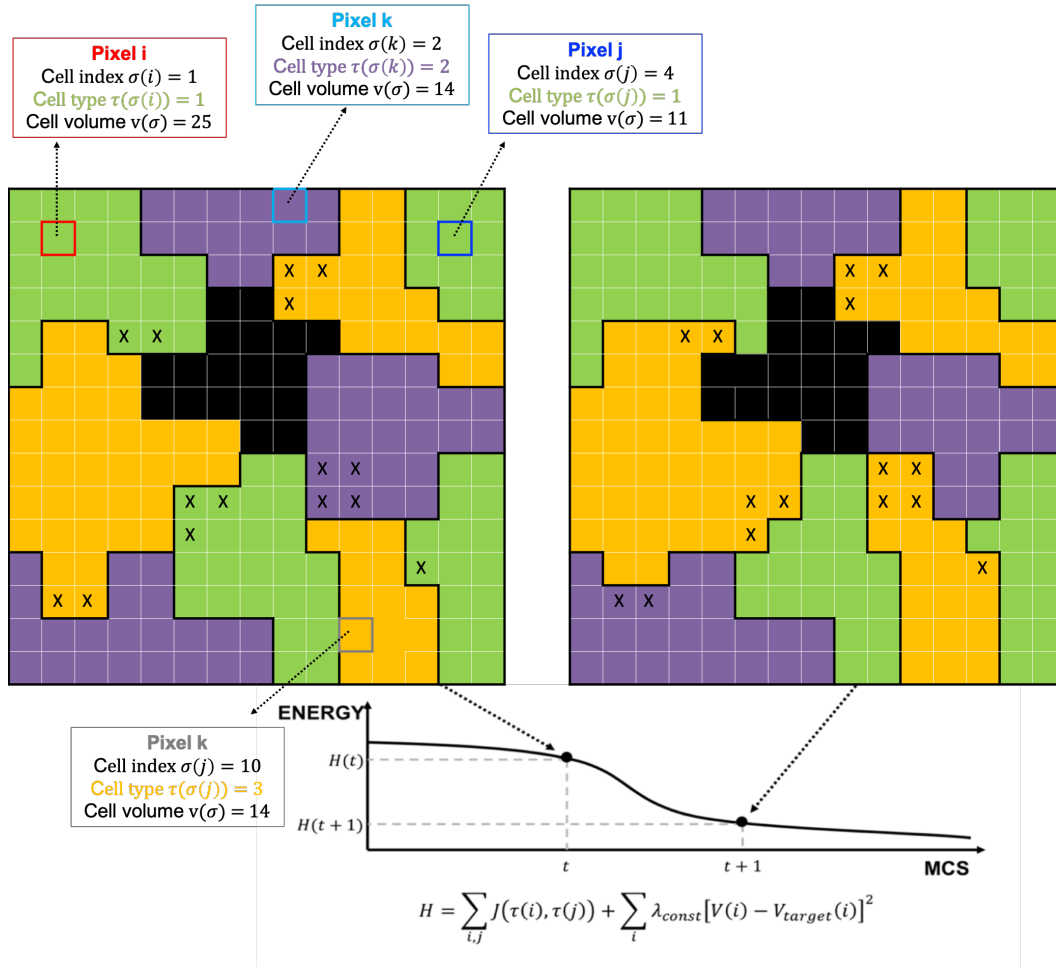 Pixel i
Cell index σ(i) = 1
Cell type τ(σ(i)) = 1
Cell volume v(σ) = 25
Pixel k
Cell index σ(k) = 2
Cell type τ(σ(k)) = 2
Cell volume v(σ) = 14
Pixel j
Cell index σ(j) = 4
Cell type τ(σ(j)) = 1
Cell volume v(σ) = 11
X X X X
X X
X X X X
X X X X X X
X X X X X X X X
X X
X X
X X X X
Pixel k
Cell index σ(j) = 10
Cell type τ(σ(j)) = 3
Cell volume v(σ) = 14
ENERGY
H(t)
H(t + 1)
t t + 1
MCS
H = ∑i,j J(τ(i), τ(j)) + ∑i λconst[V(i) − Vtarget(i)]²